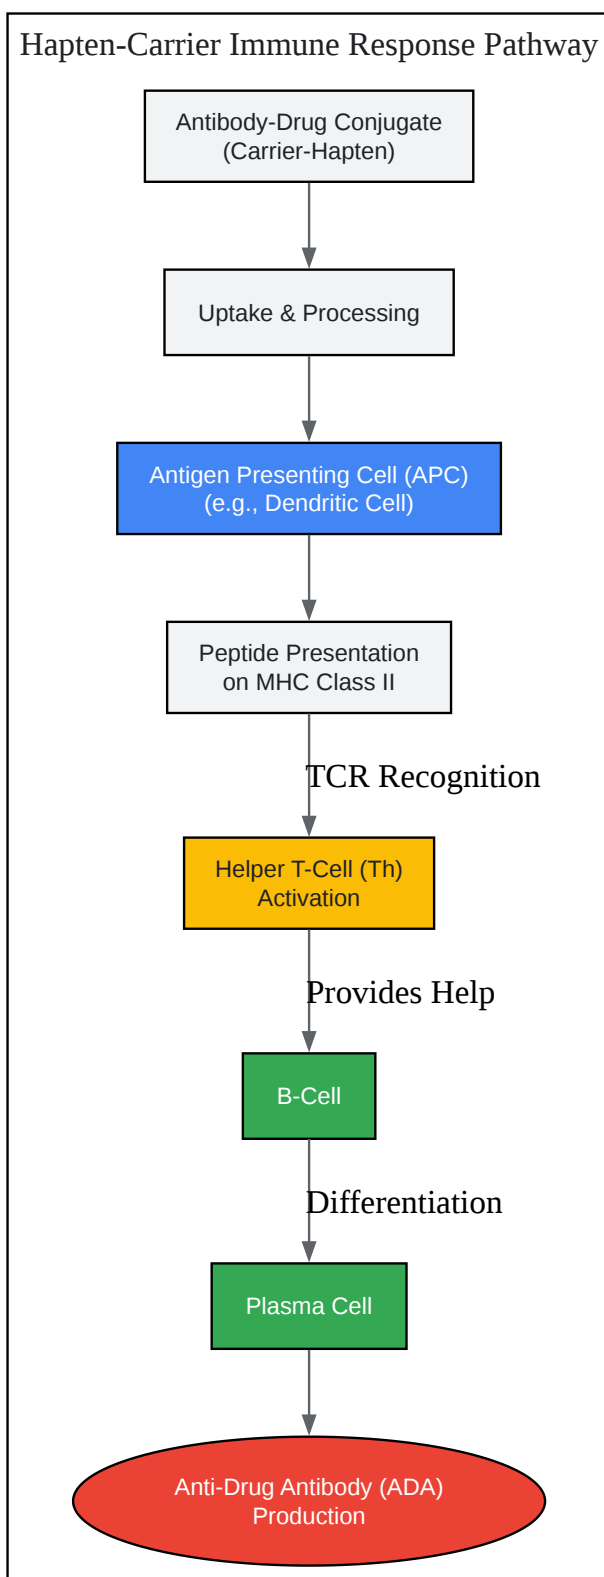 Hapten-Carrier Immune Response Pathway
Antibody-Drug Conjugate
(Carrier-Hapten)
Uptake & Processing
Antigen Presenting Cell (APC)
(e.g., Dendritic Cell)
Peptide Presentation
on MHC Class II
TCR Recognition
Helper T-Cell (Th)
Activation
Provides Help
B-Cell
Differentiation
Plasma Cell
Anti-Drug Antibody (ADA)
Production